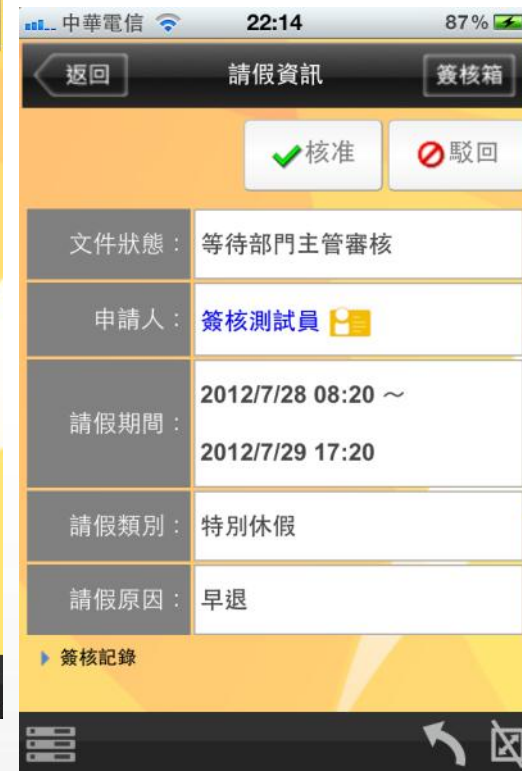 中華電信 22:14 87%
返回 請假資訊 簽核箱
核准 駁回
文件狀態: 等待部門主管審核
申請人: 簽核測試員
請假期間: 2012/7/28 08:20 ～
2012/7/29 17:20
請假類別: 特別休假
請假原因: 早退
簽核記錄